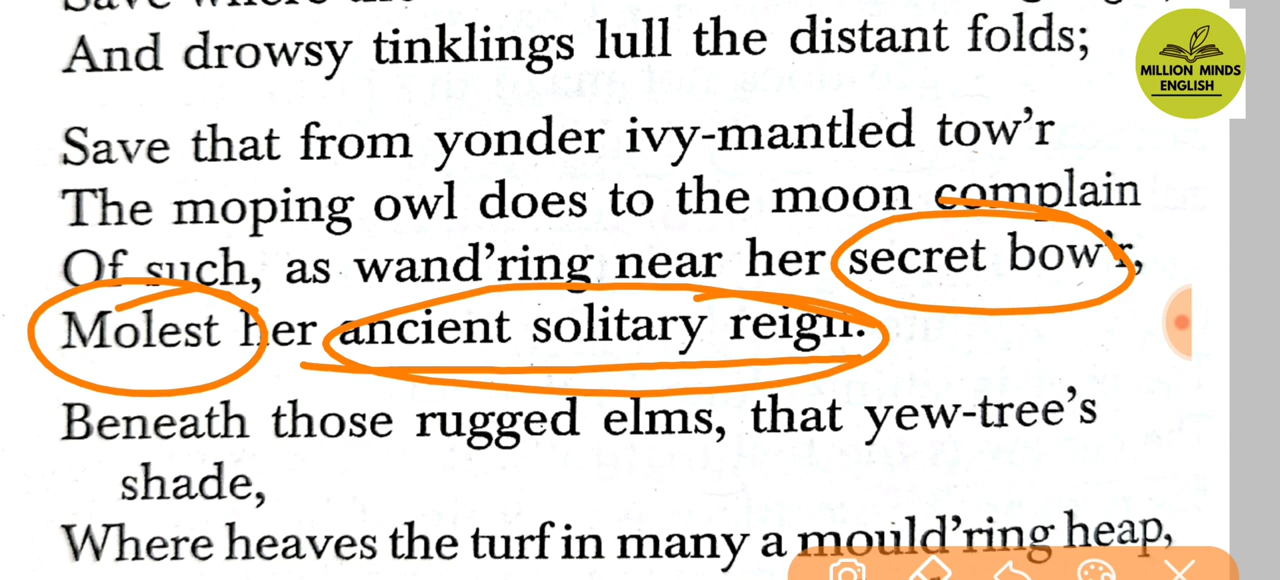 And drowsy tinklings lull the distant folds;
MILLION MINDS
ENGLISH
Save that from yonder ivy-mantled tow'r
The moping owl does to the moon complain
Of such, as wand'ring near her secret bow'r,
Molest her ancient solitary reign.
Beneath those rugged elms, that yew-tree's
shade,
Where heaves the turf in many a mould'ring heap,